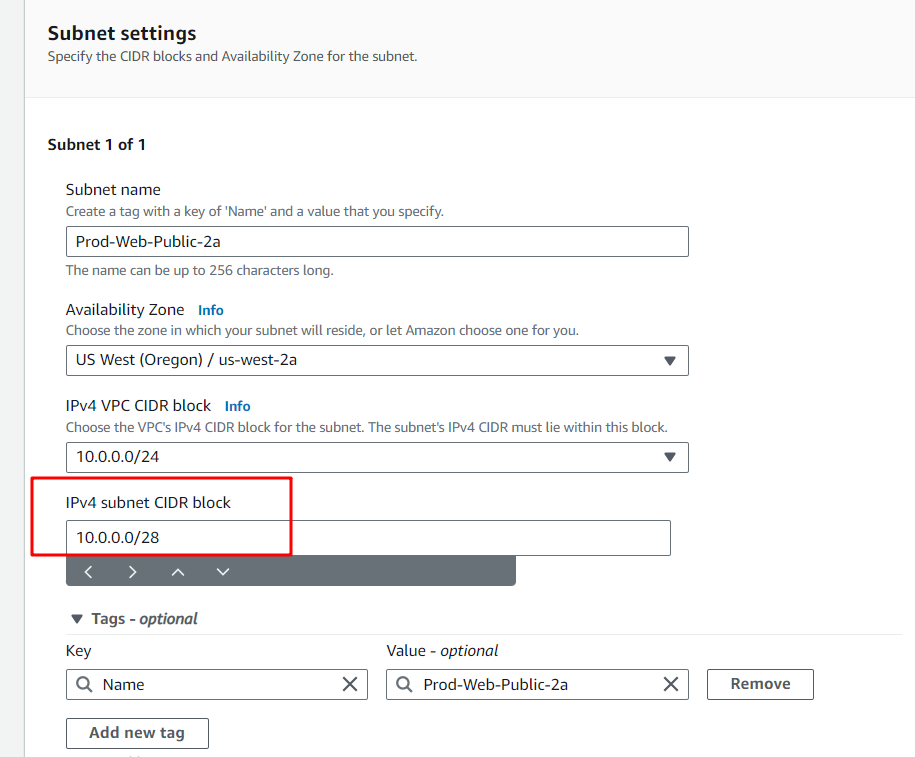 Subnet settings
Specify the CIDR blocks and Availability Zone for the subnet.
Subnet 1 of 1
Subnet name
Create a tag with a key of 'Name' and a value that you specify.
Prod-Web-Public-2a
The name can be up to 256 characters long.
Availability Zone Info
Choose the zone in which your subnet will reside, or let Amazon choose one for you.
US West (Oregon) / us-west-2a
IPv4 VPC CIDR block Info
Choose the VPC's IPv4 CIDR block for the subnet. The subnet's IPv4 CIDR must lie within this block.
10.0.0.0/24
IPv4 subnet CIDR block
10.0.0.0/28
Tags - optional
Key Value - optional
Name Prod-Web-Public-2a Remove
Add new tag